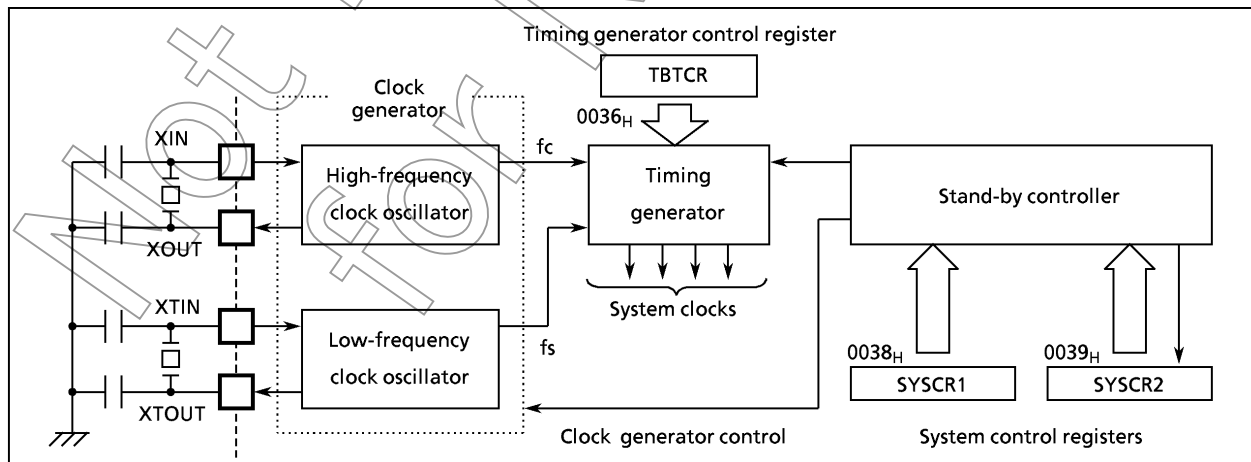 Timing generator control register
TBTCR
0036H
Clock
generator
XIN
XOUT
High-frequency
clock oscillator
fc
Timing
generator
System clocks
Stand-by controller
XTIN
XTOUT
Low-frequency
clock oscillator
fs
0038H
SYSCR1
0039H
SYSCR2
Clock generator control
System control registers
Not
for